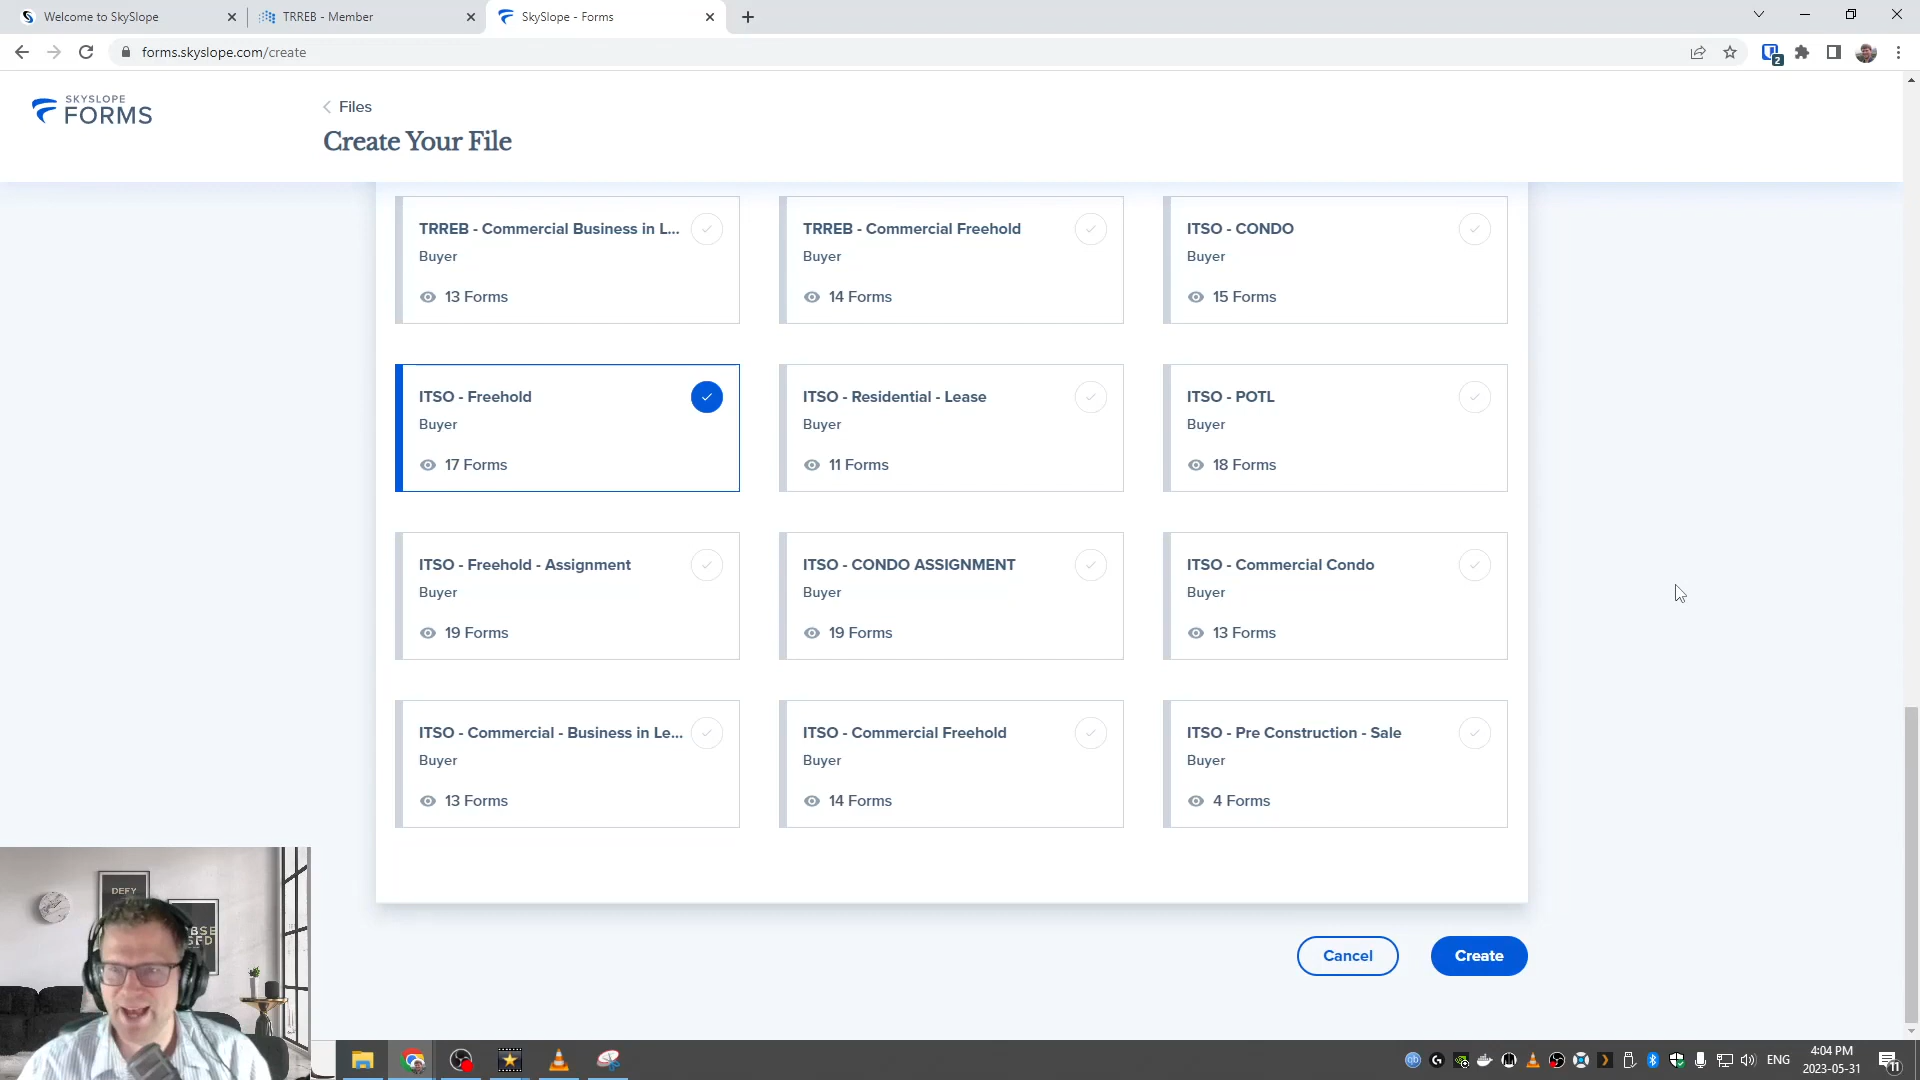 Welcome to SkySlope
TRREB - Member
SkySlope - Forms
forms.skyslope.com/create
2
SKYSLOPE
FORMS
Files
Create Your File
TRREB - Commercial Business in L...
Buyer
13 Forms
TRREB - Commercial Freehold
Buyer
14 Forms
ITSO - CONDO
Buyer
15 Forms
ITSO - Freehold
Buyer
17 Forms
ITSO - Residential - Lease
Buyer
11 Forms
ITSO - POTL
Buyer
18 Forms
ITSO - Freehold - Assignment
Buyer
19 Forms
ITSO - CONDO ASSIGNMENT
Buyer
19 Forms
ITSO - Commercial Condo
Buyer
13 Forms
ITSO - Commercial - Business in Le...
Buyer
13 Forms
ITSO - Commercial Freehold
Buyer
14 Forms
ITSO - Pre Construction - Sale
Buyer
4 Forms
Cancel
Create
DEFY
ENG
4:04 PM
2023-05-31
11